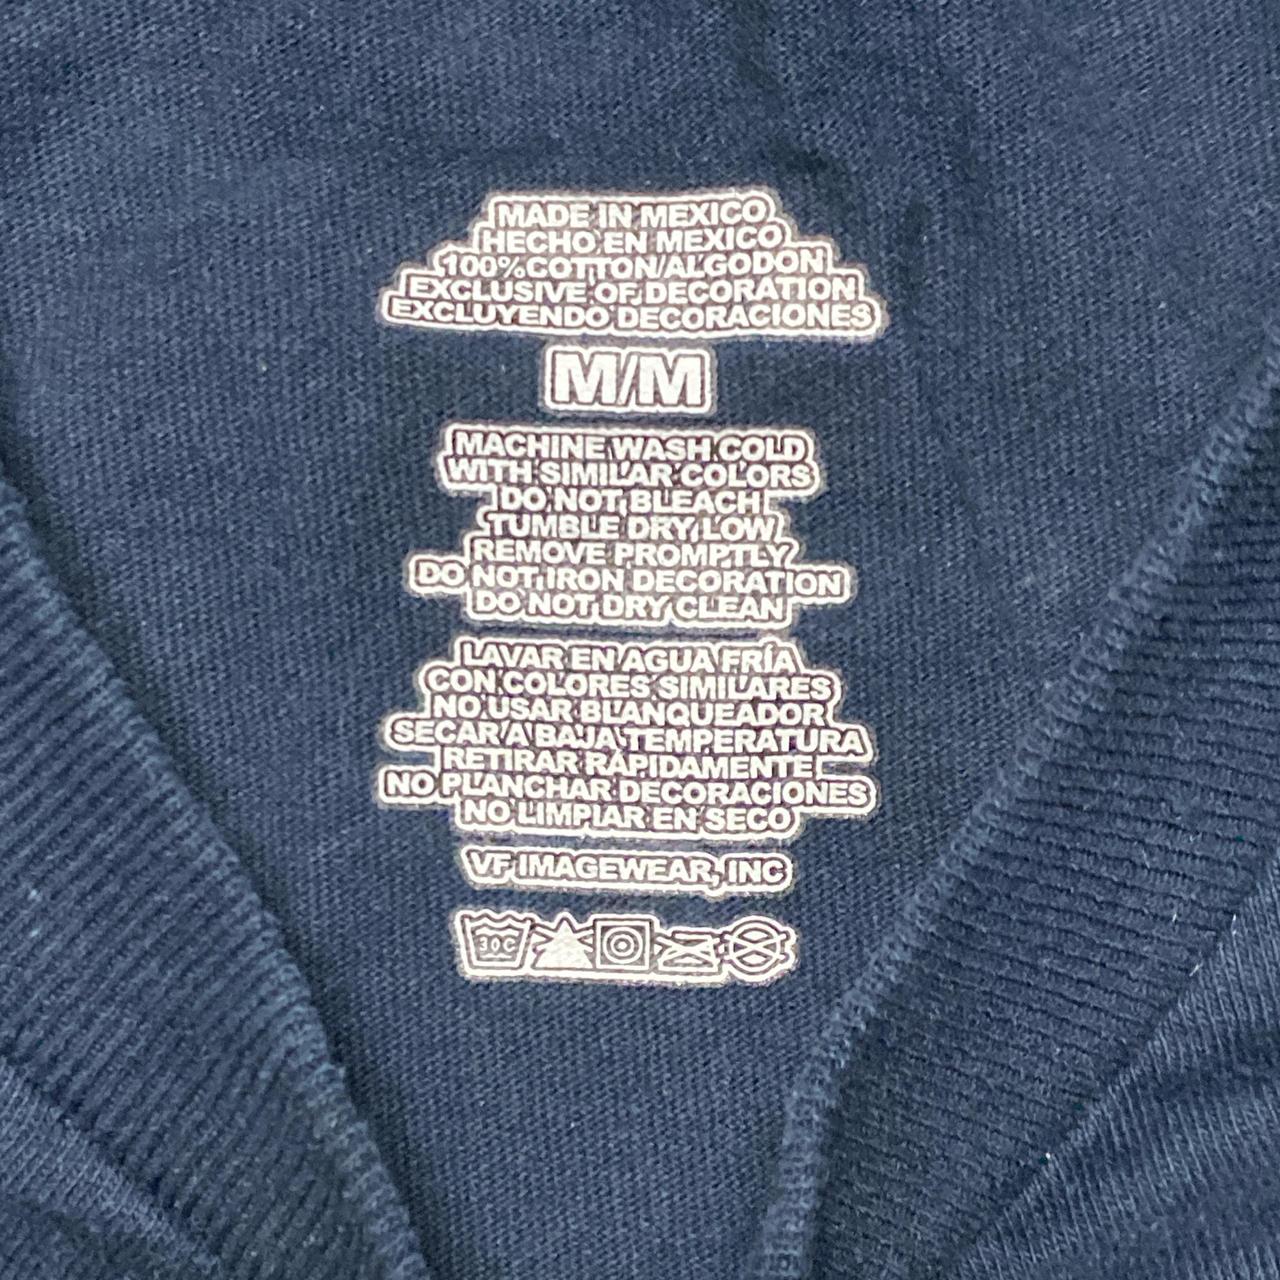 MADE IN MEXICO
HECHO EN MEXICO
100%COTTON/ALGODON
EXCLUSIVE OF DECORATION
EXCLUYENDO DECORACIONES
M/M
MACHINE WASH COLD
WITH SIMILAR COLORS
DO NOT BLEACH
TUMBLE DRY LOW
REMOVE PROMPTLY
DO NOT IRON DECORATION
DO NOT DRY CLEAN
LAVAR EN AGUA FRÍA
CON COLORES SIMILARES
NO USAR BLANQUEADOR
SECAR A BAJA TEMPERATURA
RETIRAR RÁPIDAMENTE
NO PLANCHAR DECORACIONES
NO LIMPIAR EN SECO
VF IMAGEWEAR, INC
30C